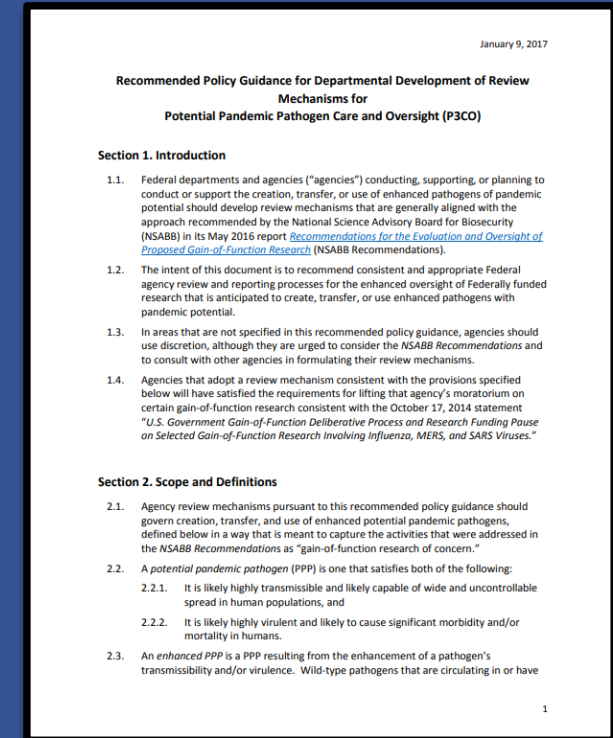 January 9, 2017
Recommended Policy Guidance for Departmental Development of Review
Mechanisms for
Potential Pandemic Pathogen Care and Oversight (P3CO)
Section 1. Introduction
1.1. Federal departments and agencies (“agencies”) conducting, supporting, or planning to
conduct or support the creation, transfer, or use of enhanced pathogens of pandemic
potential should develop review mechanisms that are generally aligned with the
approach recommended by the National Science Advisory Board for Biosecurity
(NSABB) in its May 2016 report Recommendations for the Evaluation and Oversight of
Proposed Gain-of-Function Research (NSABB Recommendations).
1.2. The intent of this document is to recommend consistent and appropriate Federal
agency review and reporting processes for the enhanced oversight of Federally funded
research that is anticipated to create, transfer, or use enhanced pathogens with
pandemic potential.
1.3. In areas that are not specified in this recommended policy guidance, agencies should
use discretion, although they are urged to consider the NSABB Recommendations and
to consult with other agencies in formulating their review mechanisms.
1.4. Agencies that adopt a review mechanism consistent with the provisions specified
below will have satisfied the requirements for lifting that agency’s moratorium on
certain gain-of-function research consistent with the October 17, 2014 statement
“U.S. Government Gain-of-Function Deliberative Process and Research Funding Pause
on Selected Gain-of-Function Research Involving Influenza, MERS, and SARS Viruses.”
Section 2. Scope and Definitions
2.1. Agency review mechanisms pursuant to this recommended policy guidance should
govern creation, transfer, and use of enhanced potential pandemic pathogens,
defined below in a way that is meant to capture the activities that were addressed in
the NSABB Recommendations as “gain-of-function research of concern.”
2.2. A potential pandemic pathogen (PPP) is one that satisfies both of the following:
2.2.1. It is likely highly transmissible and likely capable of wide and uncontrollable
spread in human populations, and
2.2.2. It is likely highly virulent and likely to cause significant morbidity and/or
mortality in humans.
2.3. An enhanced PPP is a PPP resulting from the enhancement of a pathogen’s
transmissibility and/or virulence. Wild-type pathogens that are circulating in or have
1